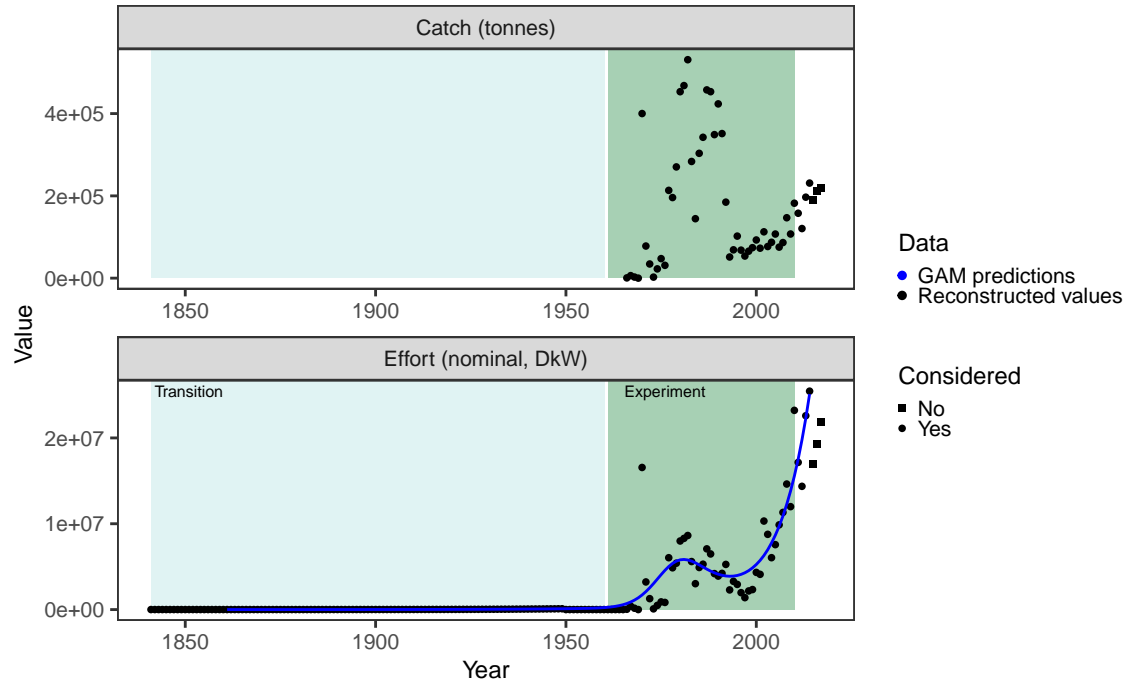 Catch (tonnes)
4e+05
2e+05
0e+00
1850 1900 1950 2000
Value
Effort (nominal, DkW)
Transition Experiment
2e+07
1e+07
0e+00
1850 1900 1950 2000
Year
Data
GAM predictions
Reconstructed values
Considered
No
Yes